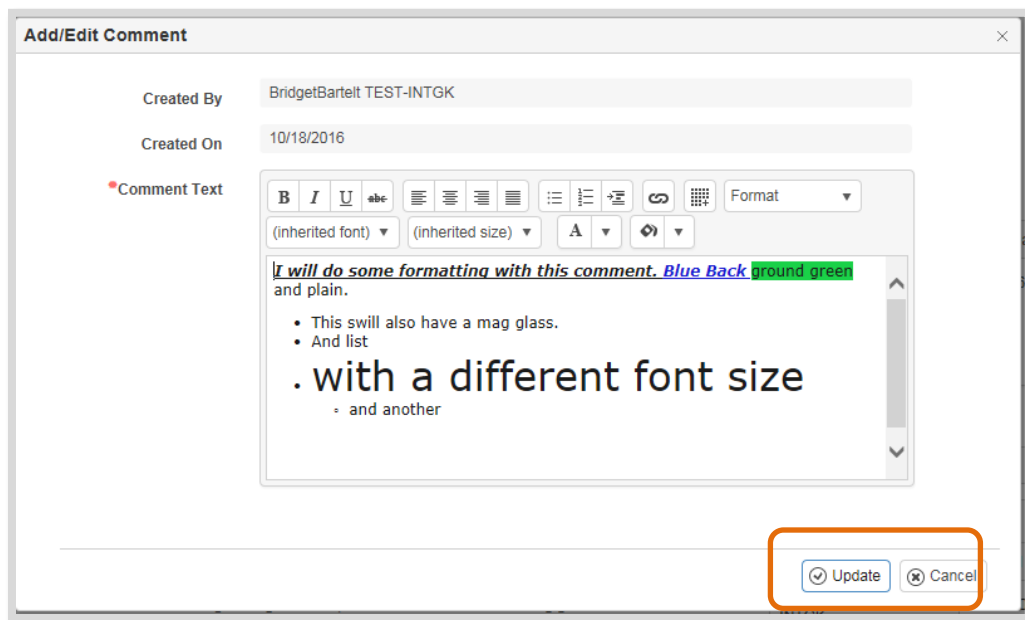 Add/Edit Comment
Created By BridgetBartelt TEST-INTGK
Created On 10/18/2016
*Comment Text
B I U abc Format
(inherited font) (inherited size) A
I will do some formatting with this comment. Blue Back ground green
and plain.
• This swill also have a mag glass.
• And list
• with a different font size
◦ and another
Update Cancel